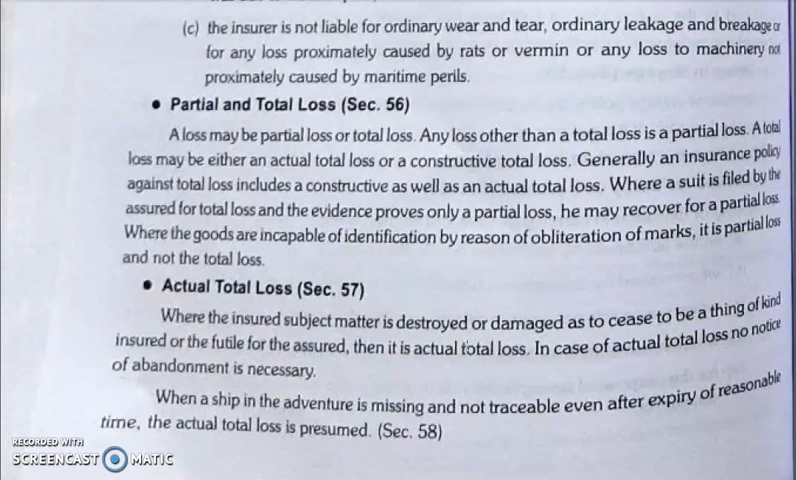 (c) the insurer is not liable for ordinary wear and tear, ordinary leakage and breakage or
for any loss proximately caused by rats or vermin or any loss to machinery not
proximately caused by maritime perils.
• Partial and Total Loss (Sec. 56)
A loss may be partial loss or total loss. Any loss other than a total loss is a partial loss. A total
loss may be either an actual total loss or a constructive total loss. Generally an insurance policy
against total loss includes a constructive as well as an actual total loss. Where a suit is filed by the
assured for total loss and the evidence proves only a partial loss, he may recover for a partial loss.
Where the goods are incapable of identification by reason of obliteration of marks, it is partial loss
and not the total loss.
• Actual Total Loss (Sec. 57)
Where the insured subject matter is destroyed or damaged as to cease to be a thing of kind
insured or the futile for the assured, then it is actual total loss. In case of actual total loss no notice
of abandonment is necessary.
When a ship in the adventure is missing and not traceable even after expiry of reasonable
time, the actual total loss is presumed. (Sec. 58)
RECORDED WITH
SCREENCAST MATIC